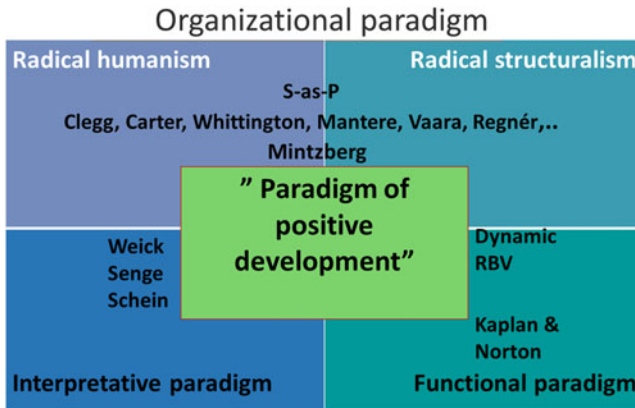 Organizational paradigm
Radical humanism
Radical structuralism
S-as-P
Clegg, Carter, Whittington, Mantere, Vaara, Regnér,..
Mintzberg
” Paradigm of
positive
development”
Weick
Senge
Schein
Dynamic
RBV
Kaplan &
Norton
Interpretative paradigm
Functional paradigm